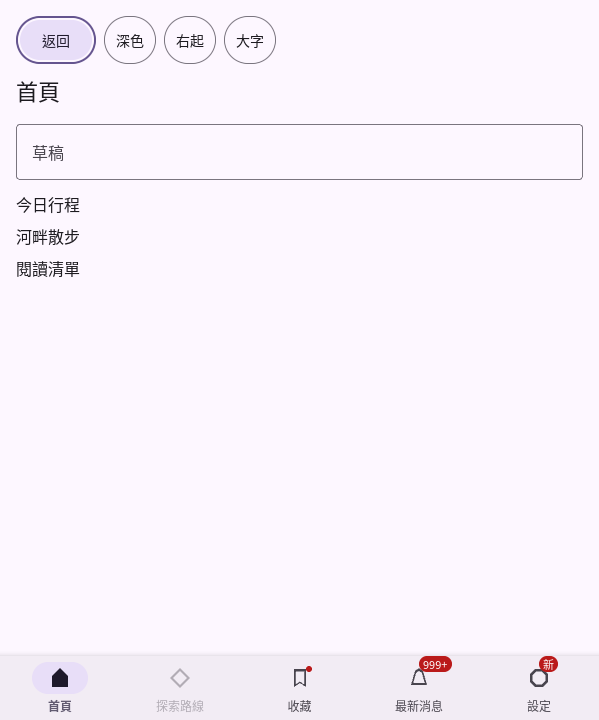 返回 深色 右起 大字
首頁
草稿
今日行程
河畔散步
閱讀清單
999+ 新
首頁 探索路線 收藏 最新消息 設定